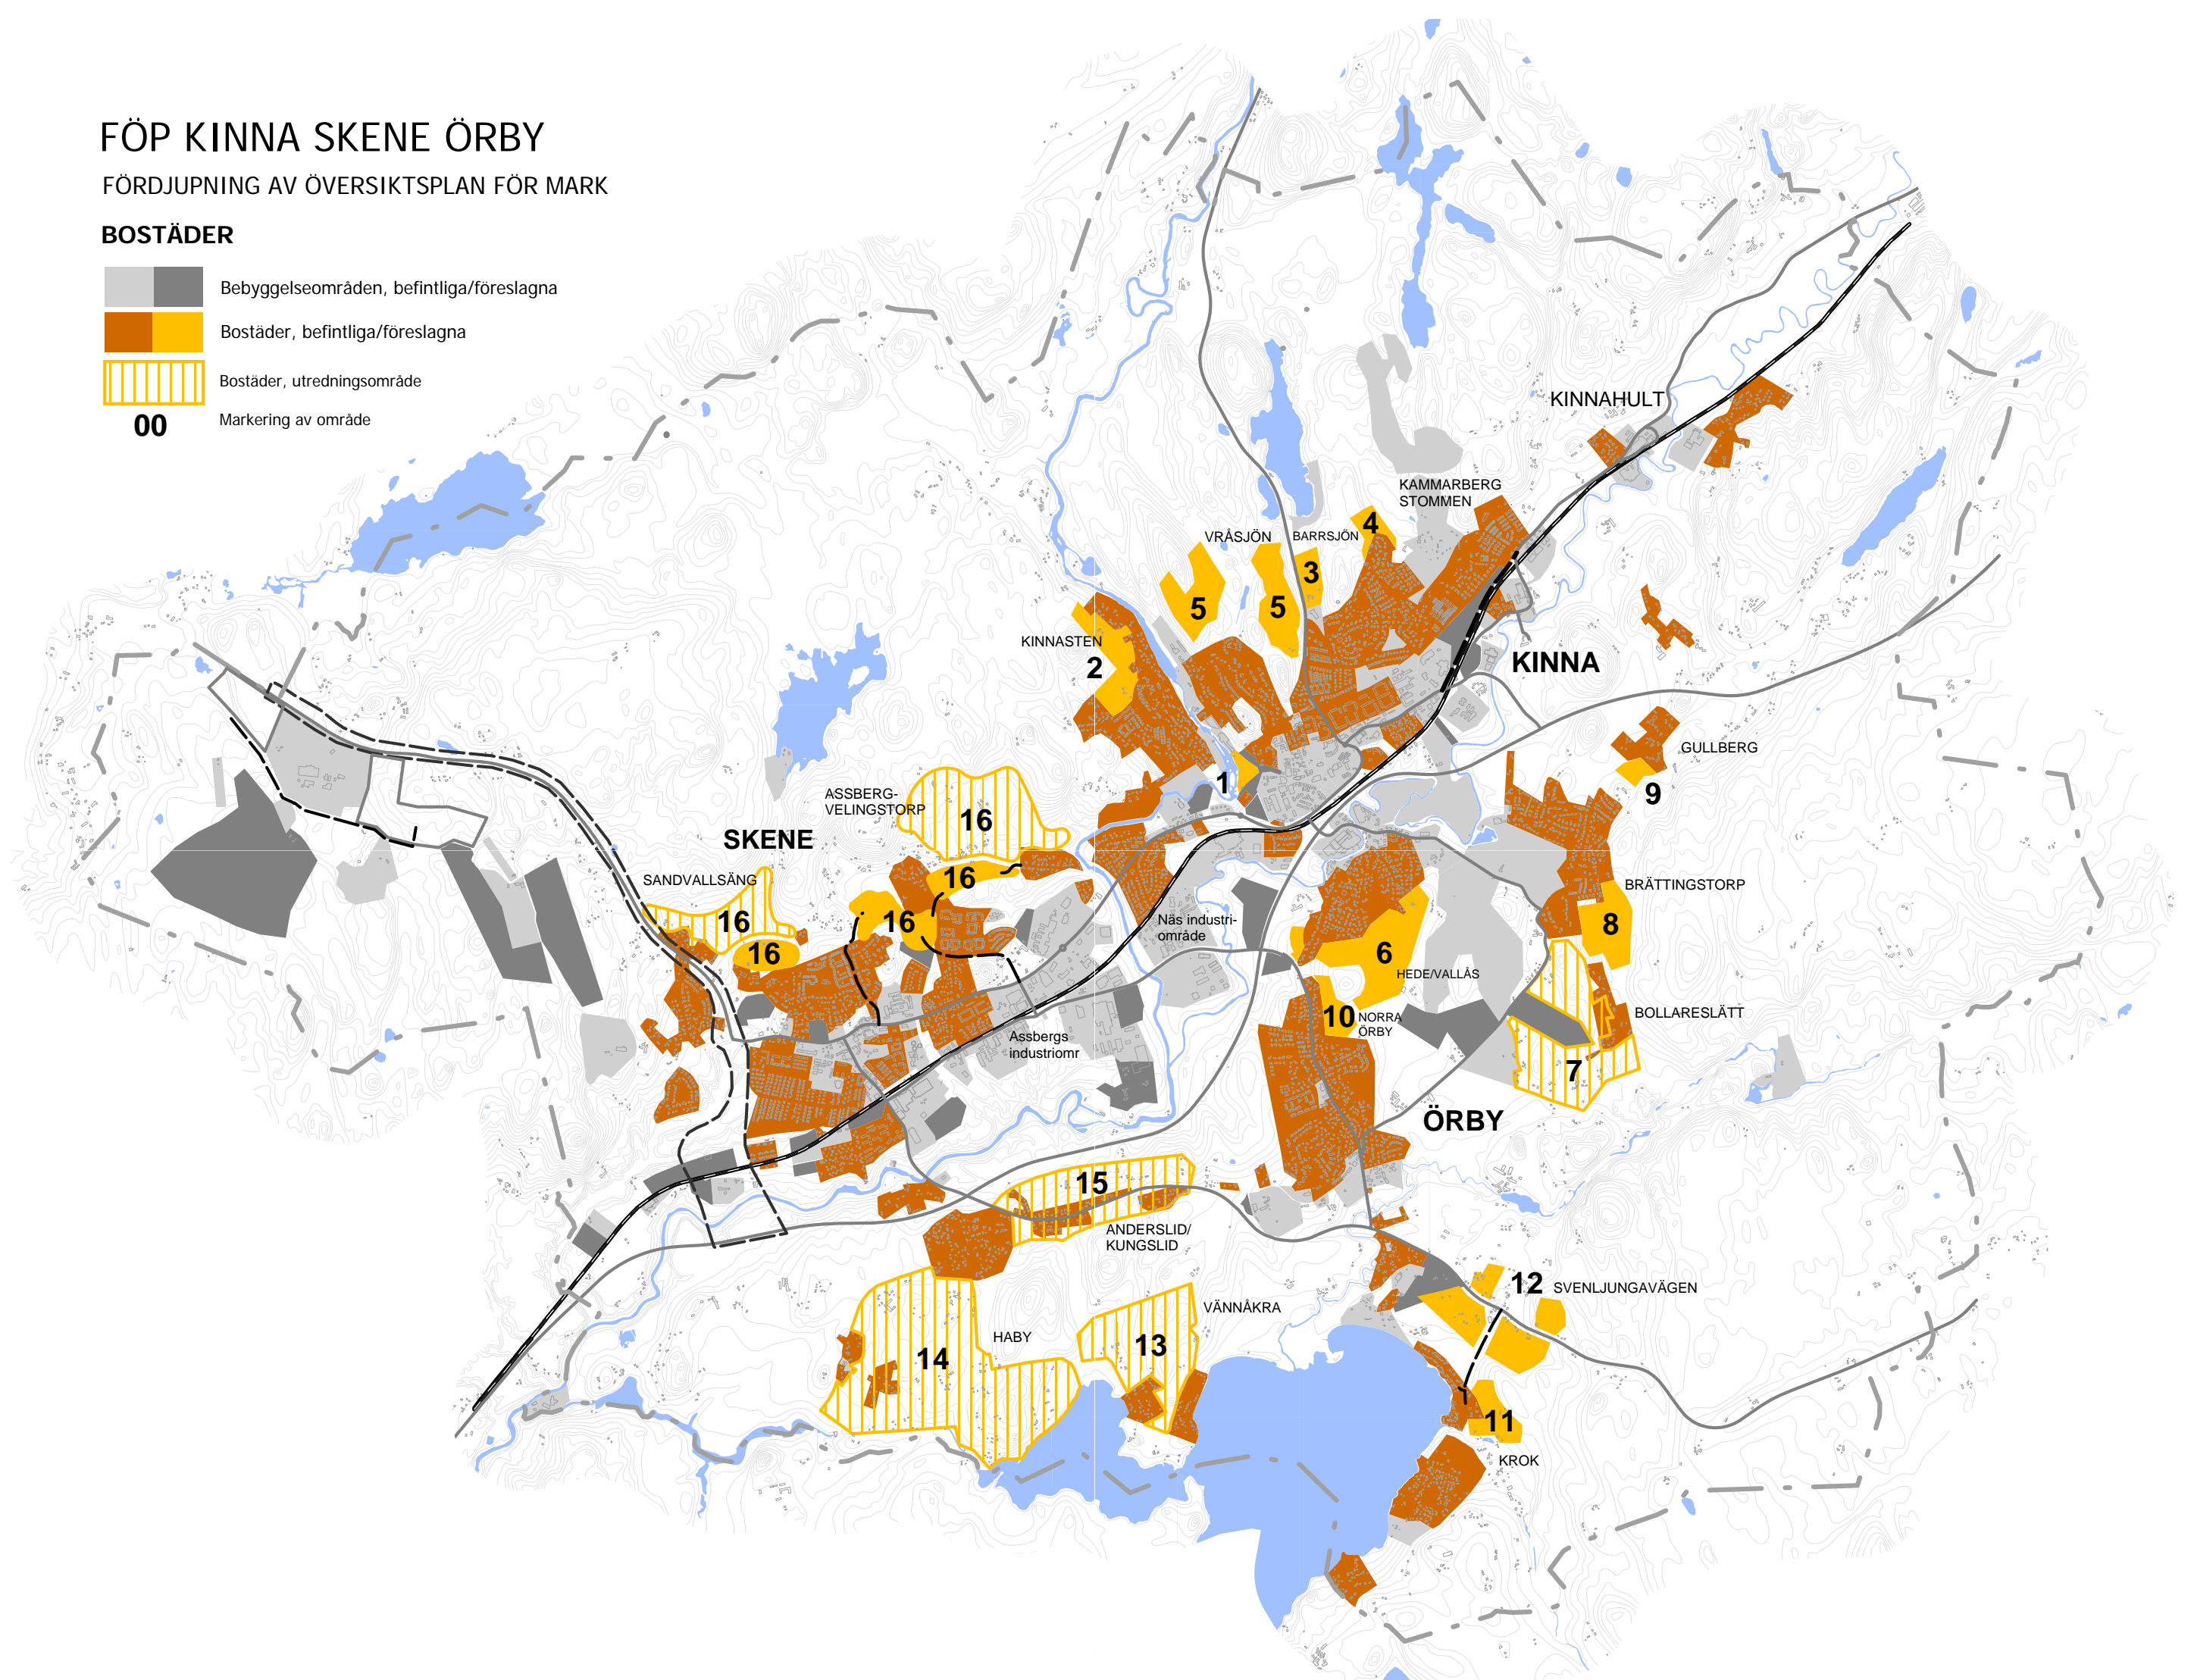 FÖP KINNA SKENE ÖRBY
FÖRDJUPNING AV ÖVERSIKTSPLAN FÖR MARK
BOSTÄDER
Bebyggelseområden, befintliga/föreslagna
Bostäder, befintliga/föreslagna
Bostäder, utredningsområde
00
Markering av område
KINNAHULT
KAMMARBERG
STOMMEN
4
VRÅSJÖN
BARRSJÖN
3
5
5
KINNASTEN
2
KINNA
GULLBERG
9
1
ASSBERG-
VELINGSTORP
16
SKENE
SANDVALLSÄNG
16
16
16
16
BRÄTTINGSTORP
8
Näs industri-
område
6
HEDE/VALLÅS
10
NORRA
ÖRBY
BOLLARESLÄTT
Assbergs
industriomr
7
ÖRBY
15
ANDERSLID/
KUNGSLID
12
SVENLJUNGAVÄGEN
VÄNNÅKRA
HABY
13
14
11
KROK